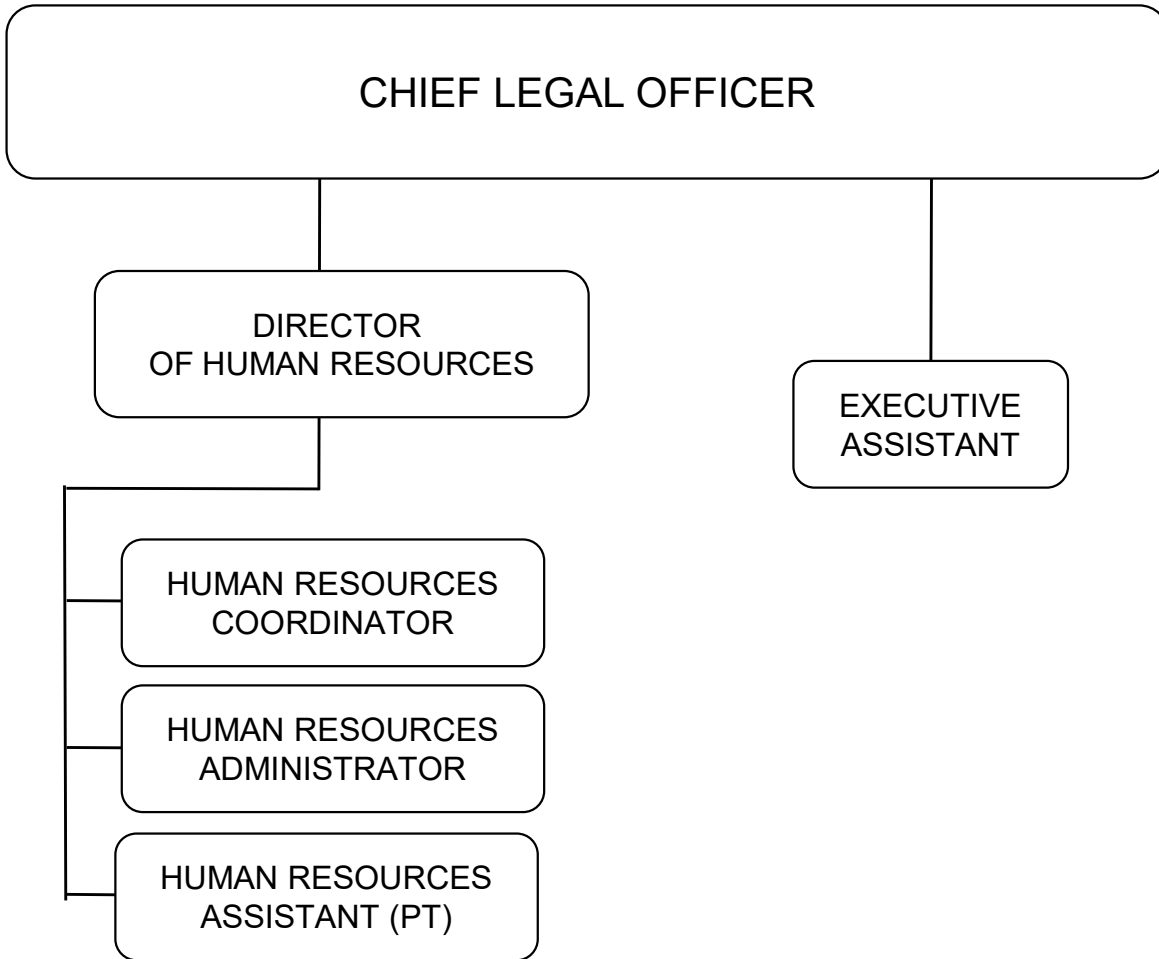 CHIEF LEGAL OFFICER
DIRECTOR
OF HUMAN RESOURCES
EXECUTIVE
ASSISTANT
HUMAN RESOURCES
COORDINATOR
HUMAN RESOURCES
ADMINISTRATOR
HUMAN RESOURCES
ASSISTANT (PT)